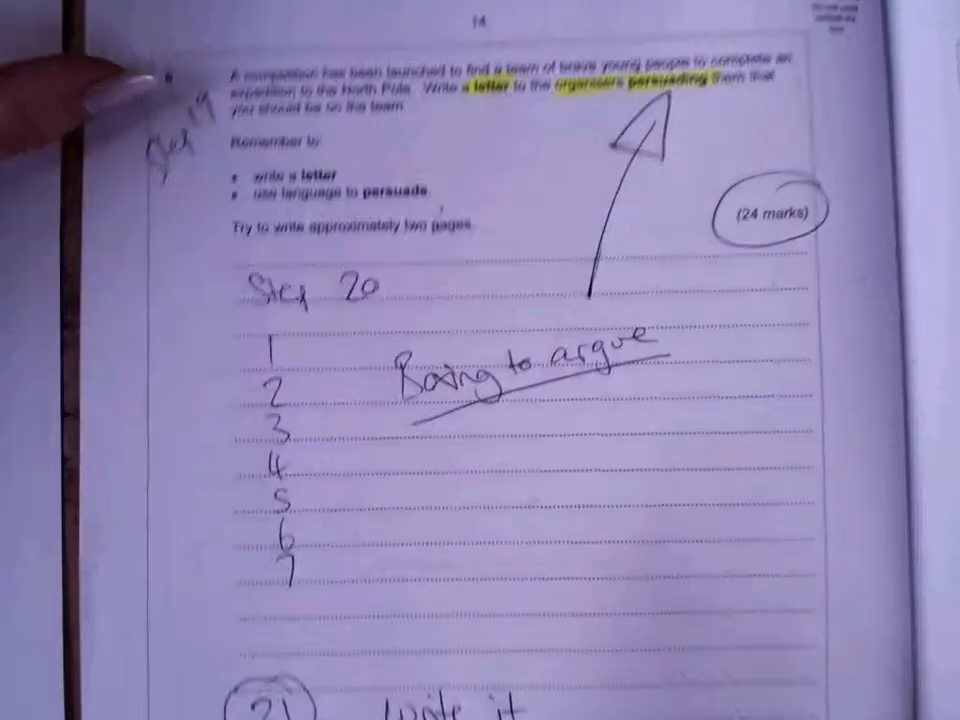 14
A competition has been launched to find a team of brave young people to complete an
expedition to the North Pole. Write a letter to the organisers persuading them that
you should be on the team.
Remember to:
• write a letter
• use language to persuade.
Try to write approximately two pages.
(24 marks)
Step 20
1
Boxing to argue
2
3
4
5
6
7
21 write it